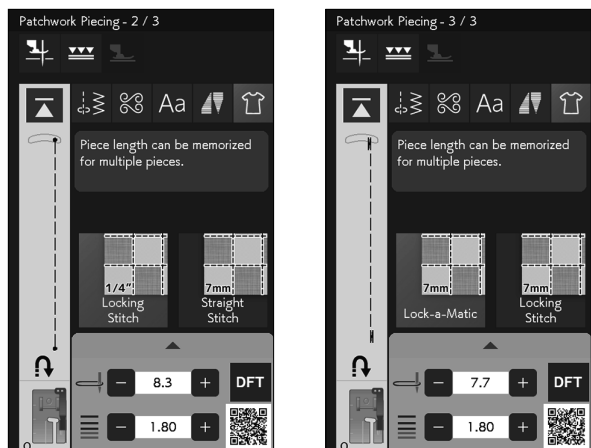 Patchwork Piecing - 2 / 3
Aa
Piece length can be memorized
for multiple pieces.
1/4"
Locking
Stitch
7mm
Straight
Stitch
8.3
DFT
1.80
Patchwork Piecing - 3 / 3
Aa
Piece length can be memorized
for multiple pieces.
7mm
Lock-a-Matic
7mm
Locking
Stitch
7.7
DFT
1.80